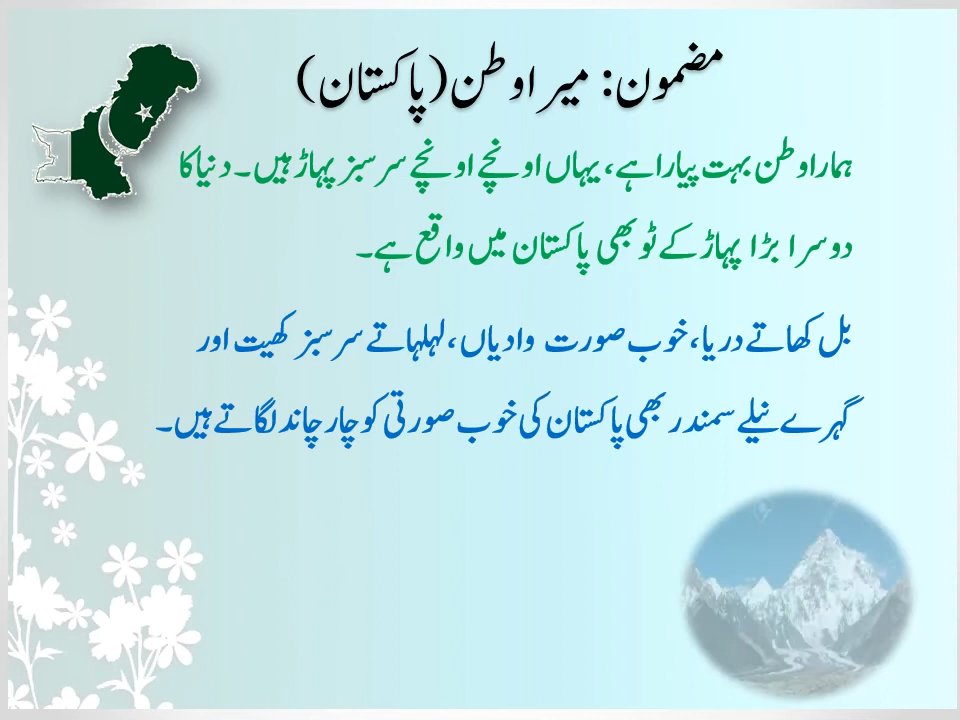 مضمون: میرا وطن (پاکستان)
ہمارا وطن بہت پیارا ہے، یہاں اونچے اونچے سرسبز پہاڑ ہیں۔ دنیا کا
دوسرا بڑا پہاڑ کے ٹو بھی پاکستان میں واقع ہے۔
بل کھاتے دریا، خوب صورت وادیاں، لہلہاتے سرسبز کھیت اور
گہرے نیلے سمندر بھی پاکستان کی خوب صورتی کو چار چاند لگاتے ہیں۔